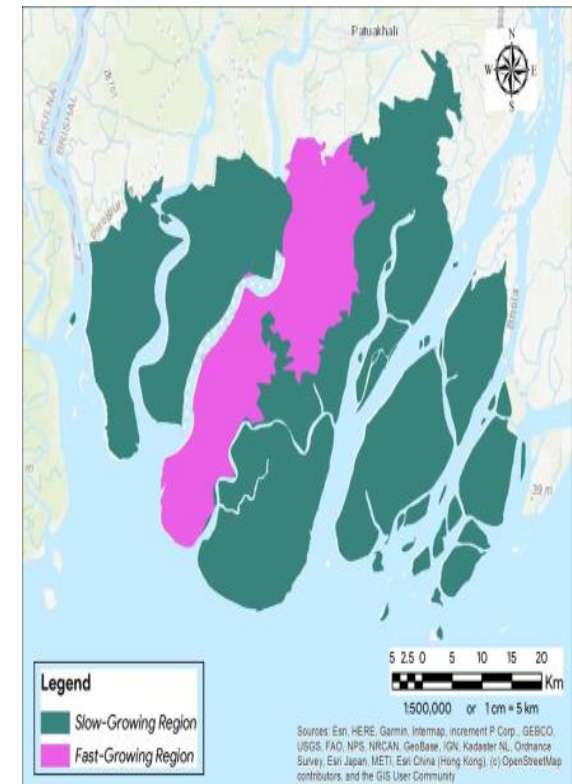 Patuakhali
N
W E
S
KHULNA
BRISHAL
Bhola
39 m
5 2.5 0 5 10 15 20
Km
1:500,000 or 1 cm = 5 km
Legend
Slow-Growing Region
Fast-Growing Region
Sources: Esri, HERE, Garmin, Intermap, increment P Corp., GEBCO,
USGS, FAO, NPS, NRCAN, GeoBase, IGN, Kadaster NL, Ordnance
Survey, Esri Japan, METI, Esri China (Hong Kong), (c) OpenStreetMap
contributors, and the GIS User Community